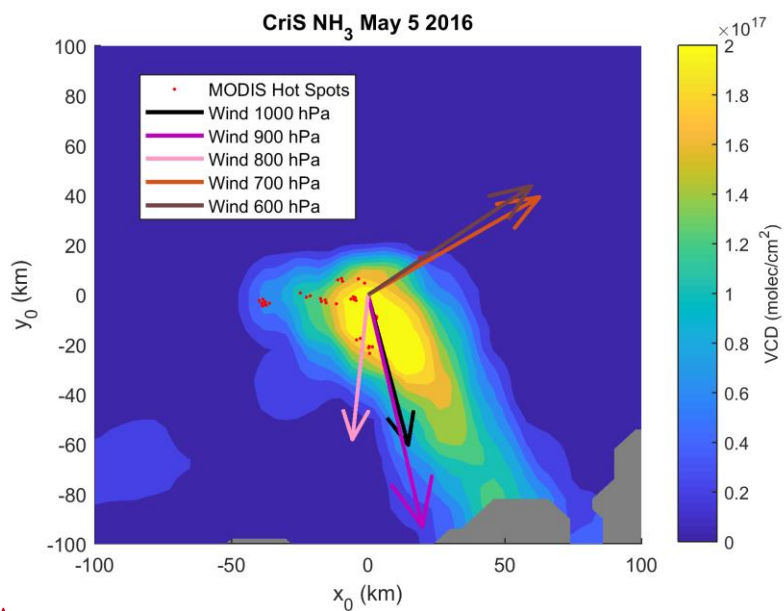 CriS NH3 May 5 2016
×10^17
100
80
60
40
20
0
-20
-40
-60
-80
-100
y0 (km)
MODIS Hot Spots
Wind 1000 hPa
Wind 900 hPa
Wind 800 hPa
Wind 700 hPa
Wind 600 hPa
-100
-50
0
50
100
x0 (km)
2
1.8
1.6
1.4
1.2
1
0.8
0.6
0.4
0.2
0
VCD (molec/cm²)